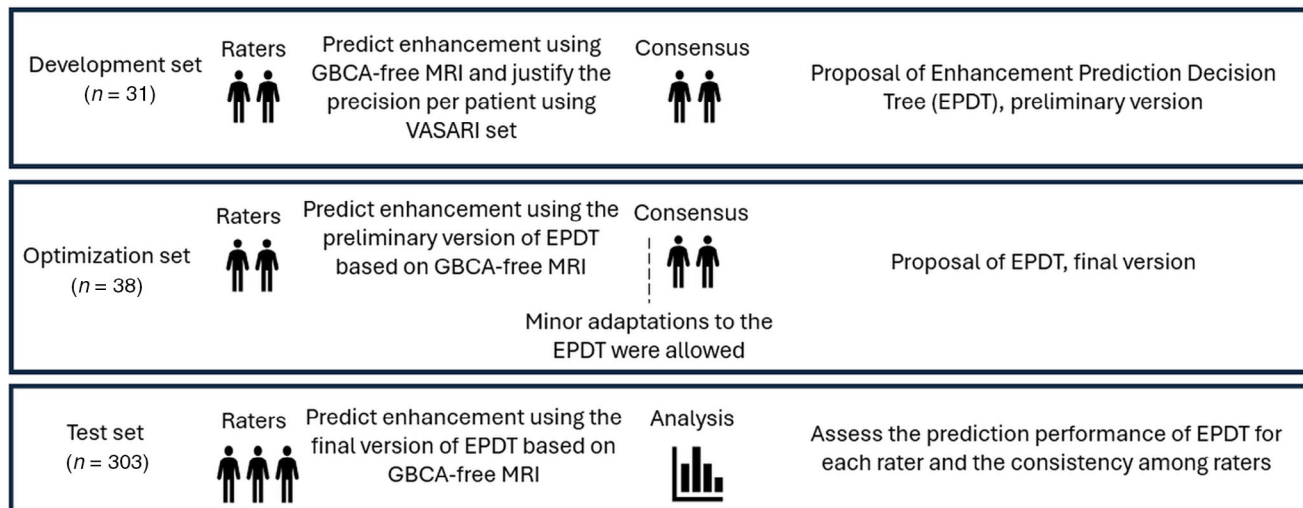 Development set
(n = 31)
Raters
Predict enhancement using
GBCA-free MRI and justify the
precision per patient using
VASARI set
Consensus
Proposal of Enhancement Prediction Decision
Tree (EPDT), preliminary version
Optimization set
(n = 38)
Raters
Predict enhancement using the
preliminary version of EPDT
based on GBCA-free MRI
Consensus
Minor adaptations to the
EPDT were allowed
Proposal of EPDT, final version
Test set
(n = 303)
Raters
Predict enhancement using the
final version of EPDT based on
GBCA-free MRI
Analysis
Assess the prediction performance of EPDT for
each rater and the consistency among raters